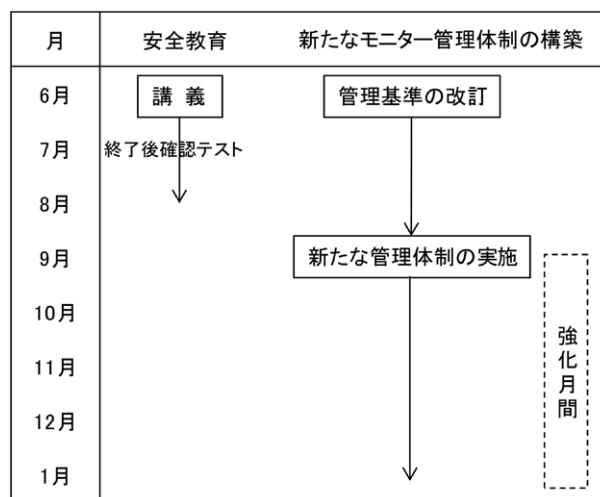 月 安全教育 新たなモニター管理体制の構築
6月 講 義 管理基準の改訂
7月 終了後確認テスト
8月
9月 新たな管理体制の実施
10月
11月
12月
1月
強化月間